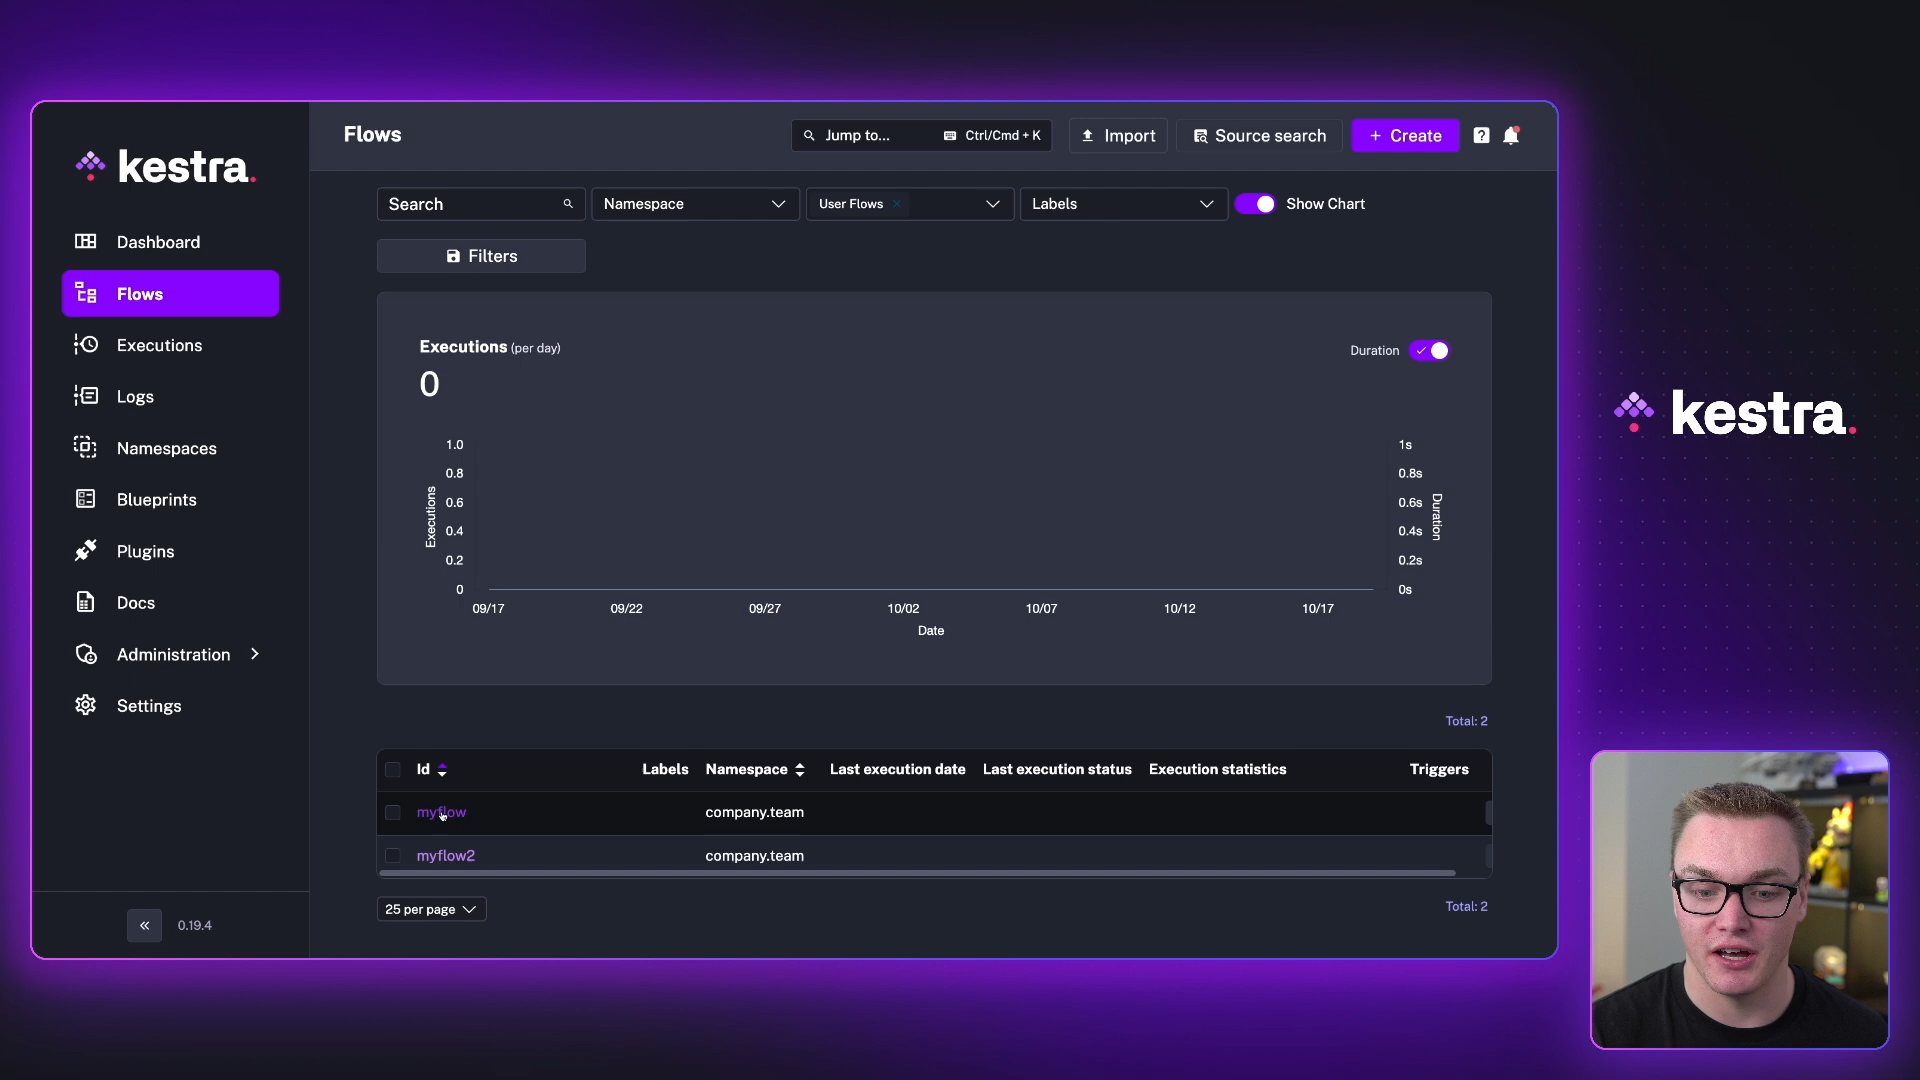 kestra.
Dashboard
Flows
Executions
Logs
Namespaces
Blueprints
Plugins
Docs
Administration
Settings
0.19.4
Flows
Jump to... Ctrl/Cmd + K
Import
Source search
+ Create
?
Search
Namespace
User Flows ×
Labels
Show Chart
Filters
Executions (per day)
0
Duration
1.0
0.8
0.6
0.4
0.2
0
Executions
1s
0.8s
0.6s
0.4s
0.2s
0s
Duration
09/17 09/22 09/27 10/02 10/07 10/12 10/17
Date
Total: 2
Id Labels Namespace Last execution date Last execution status Execution statistics Triggers
myflow company.team
myflow2 company.team
25 per page
Total: 2
kestra.